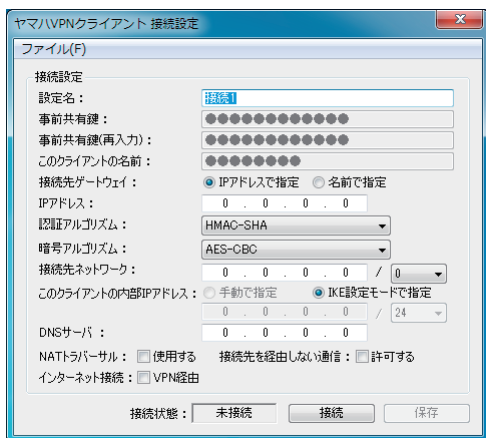 ヤマハVPNクライアント 接続設定
ファイル(F)
接続設定
設定名： 接続1
事前共有鍵： ●●●●●●●●●●●●
事前共有鍵(再入力)： ●●●●●●●●●●●●
このクライアントの名前： ●●●●●●●●
接続先ゲートウェイ： IPアドレスで指定 名前で指定
IPアドレス： 0 . 0 . 0 . 0
認証アルゴリズム： HMAC-SHA
暗号アルゴリズム： AES-CBC
接続先ネットワーク： 0 . 0 . 0 . 0 / 0
このクライアントの内部IPアドレス： 手動で指定 IKE設定モードで指定
0 . 0 . 0 . 0 / 24
DNSサーバ： 0 . 0 . 0 . 0
NATトラバーサル： 使用する 接続先を経由しない通信： 許可する
インターネット接続： VPN経由
接続状態： 未接続 接続 保存